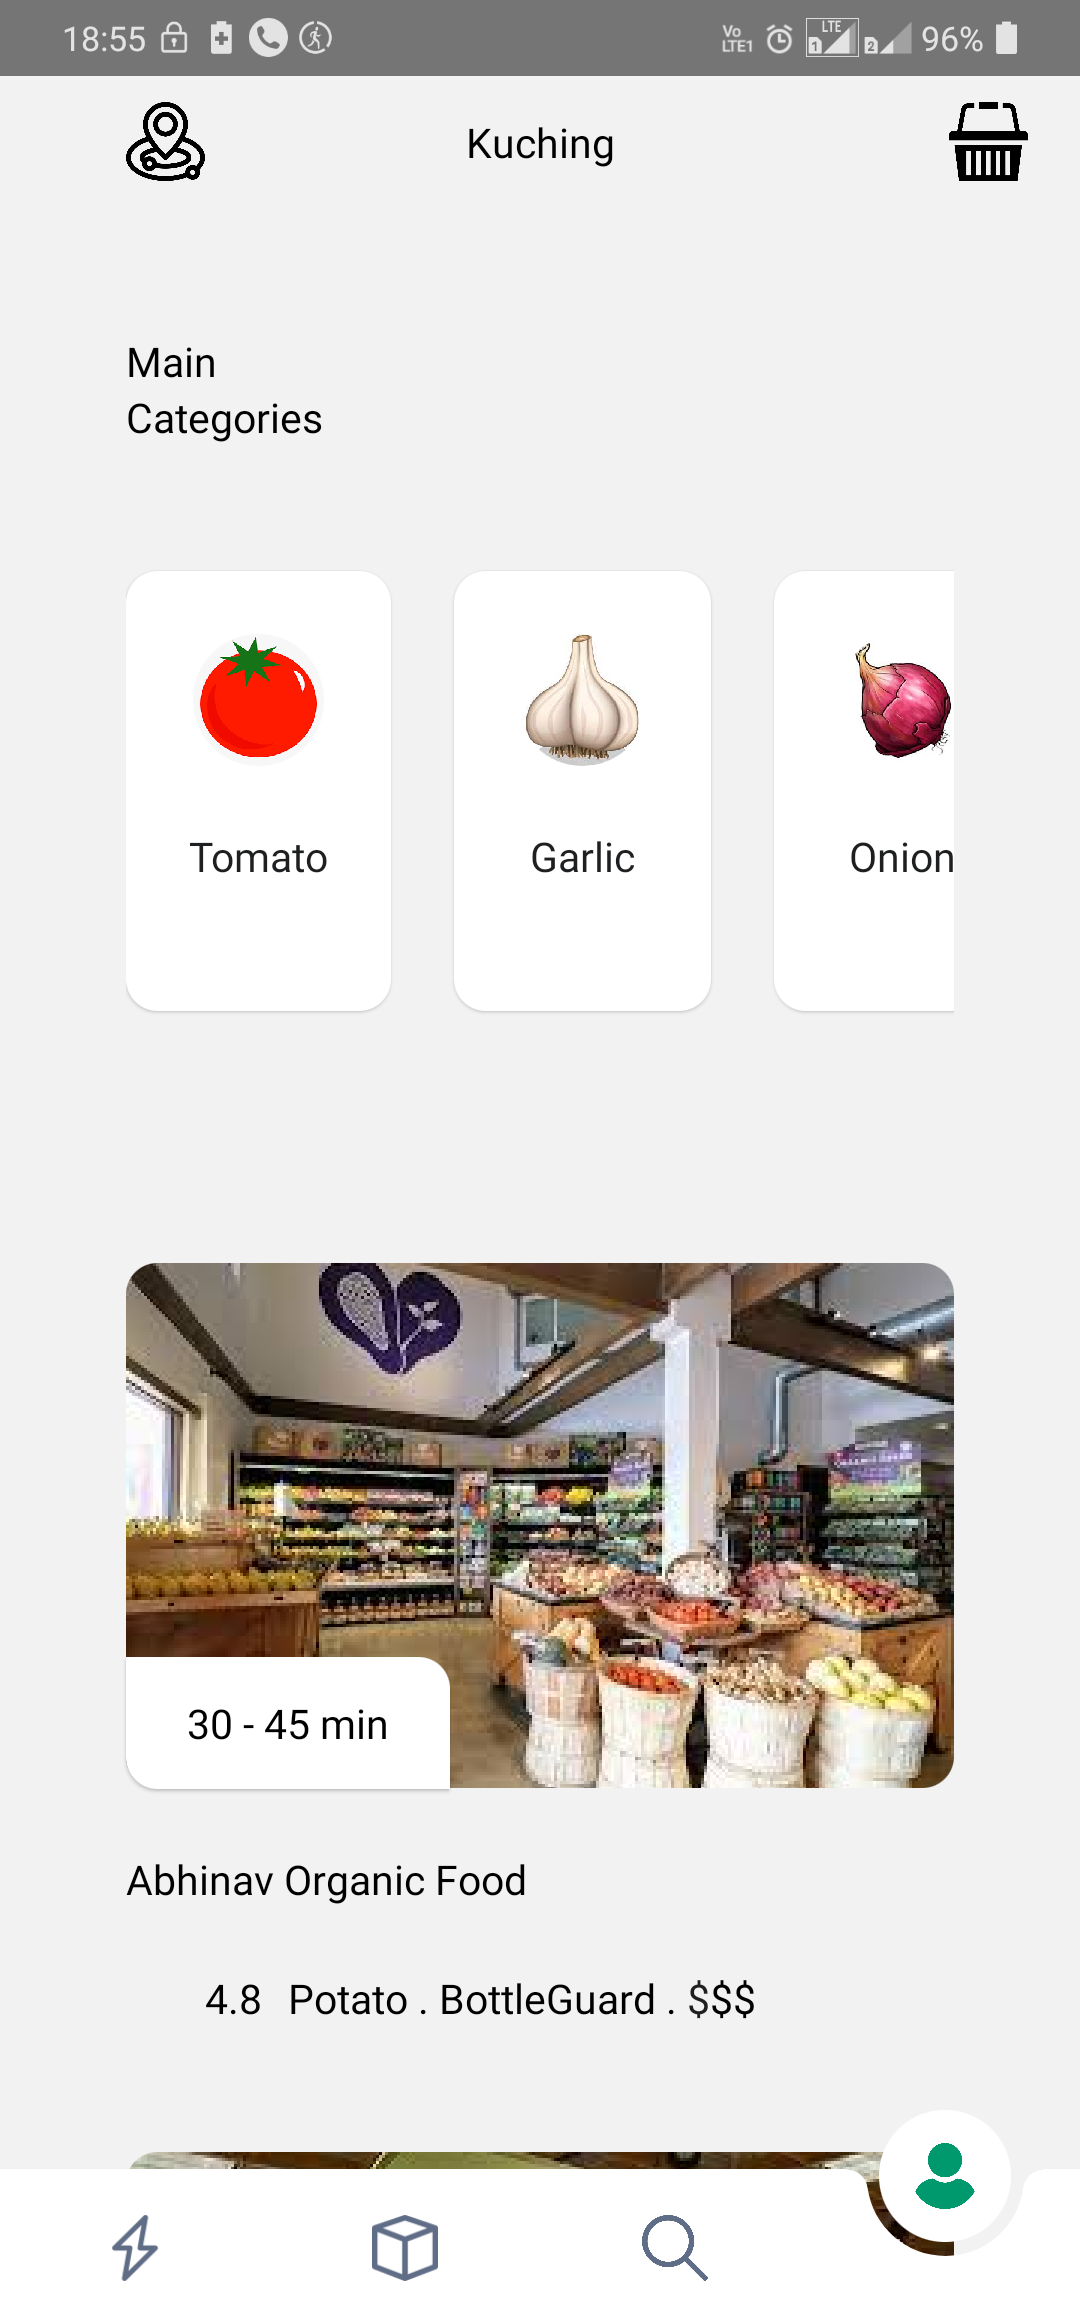 18:55
Vo LTE1 LTE 1 2 96%
Kuching
Main
Categories
Tomato
Garlic
Onion
30 - 45 min
Abhinav Organic Food
4.8 Potato . BottleGuard . $$$